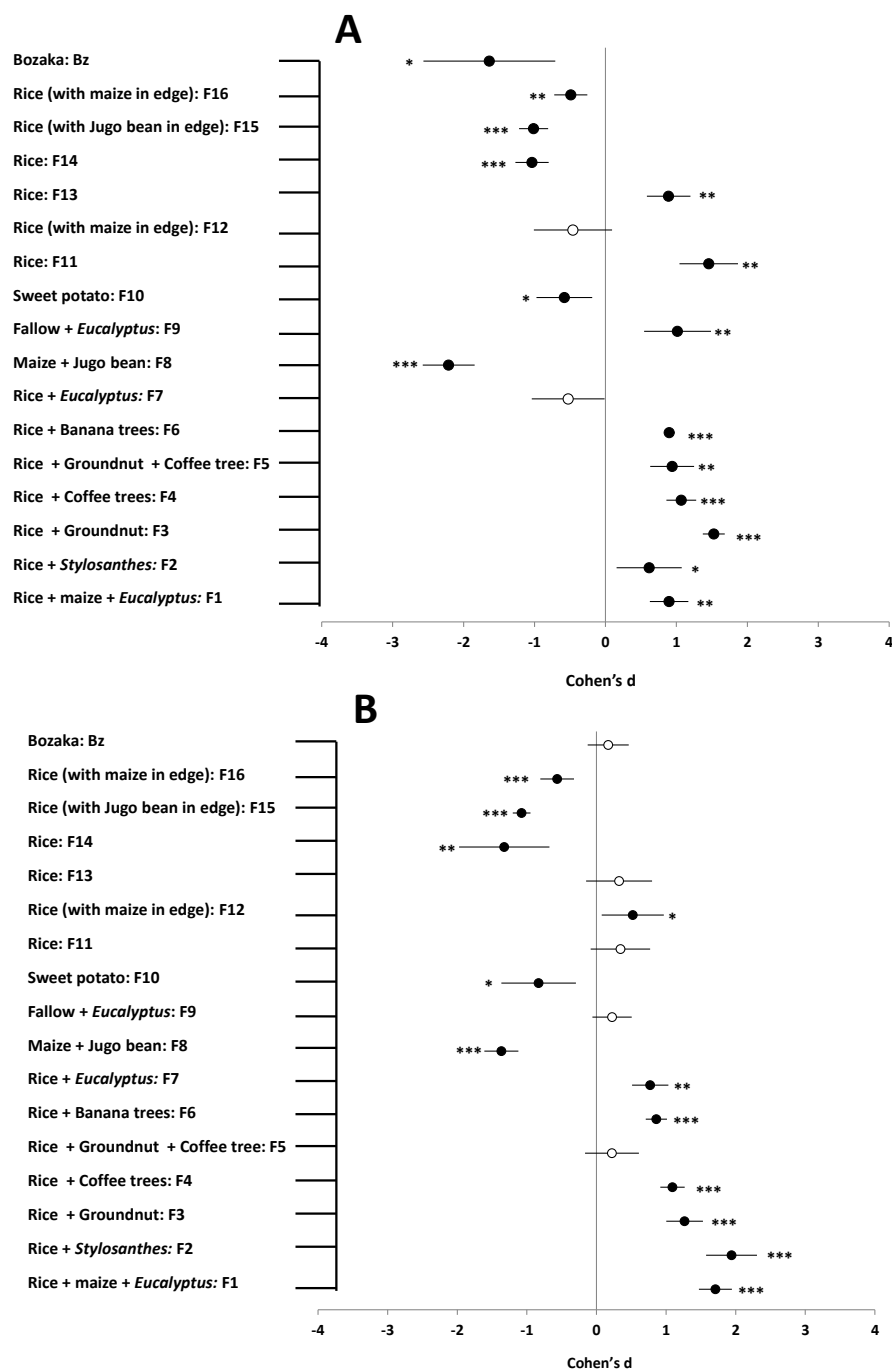 A
Bozaka: Bz
*
Rice (with maize in edge): F16
**
Rice (with Jugo bean in edge): F15
***
Rice: F14
***
Rice: F13
**
Rice (with maize in edge): F12
Rice: F11
**
Sweet potato: F10
*
Fallow + Eucalyptus: F9
**
Maize + Jugo bean: F8
***
Rice + Eucalyptus: F7
Rice + Banana trees: F6
***
Rice + Groundnut + Coffee tree: F5
**
Rice + Coffee trees: F4
***
Rice + Groundnut: F3
***
Rice + Stylosanthes: F2
*
Rice + maize + Eucalyptus: F1
**
-4 -3 -2 -1 0 1 2 3 4
Cohen's d
B
Bozaka: Bz
Rice (with maize in edge): F16
***
Rice (with Jugo bean in edge): F15
***
Rice: F14
**
Rice: F13
Rice (with maize in edge): F12
*
Rice: F11
Sweet potato: F10
*
Fallow + Eucalyptus: F9
Maize + Jugo bean: F8
***
Rice + Eucalyptus: F7
**
Rice + Banana trees: F6
***
Rice + Groundnut + Coffee tree: F5
Rice + Coffee trees: F4
***
Rice + Groundnut: F3
***
Rice + Stylosanthes: F2
***
Rice + maize + Eucalyptus: F1
***
-4 -3 -2 -1 0 1 2 3 4
Cohen's d